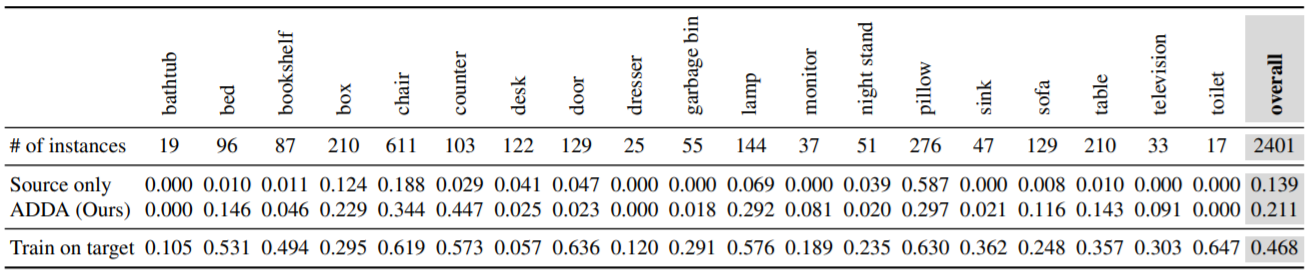 bathtub bed bookshelf box chair counter desk door dresser garbage bin lamp monitor night stand pillow sink sofa table television toilet overall
# of instances 19 96 87 210 611 103 122 129 25 55 144 37 51 276 47 129 210 33 17 2401
Source only 0.000 0.010 0.011 0.124 0.188 0.029 0.041 0.047 0.000 0.000 0.069 0.000 0.039 0.587 0.000 0.008 0.010 0.000 0.000 0.139
ADDA (Ours) 0.000 0.146 0.046 0.229 0.344 0.447 0.025 0.023 0.000 0.018 0.292 0.081 0.020 0.297 0.021 0.116 0.143 0.091 0.000 0.211
Train on target 0.105 0.531 0.494 0.295 0.619 0.573 0.057 0.636 0.120 0.291 0.576 0.189 0.235 0.630 0.362 0.248 0.357 0.303 0.647 0.468